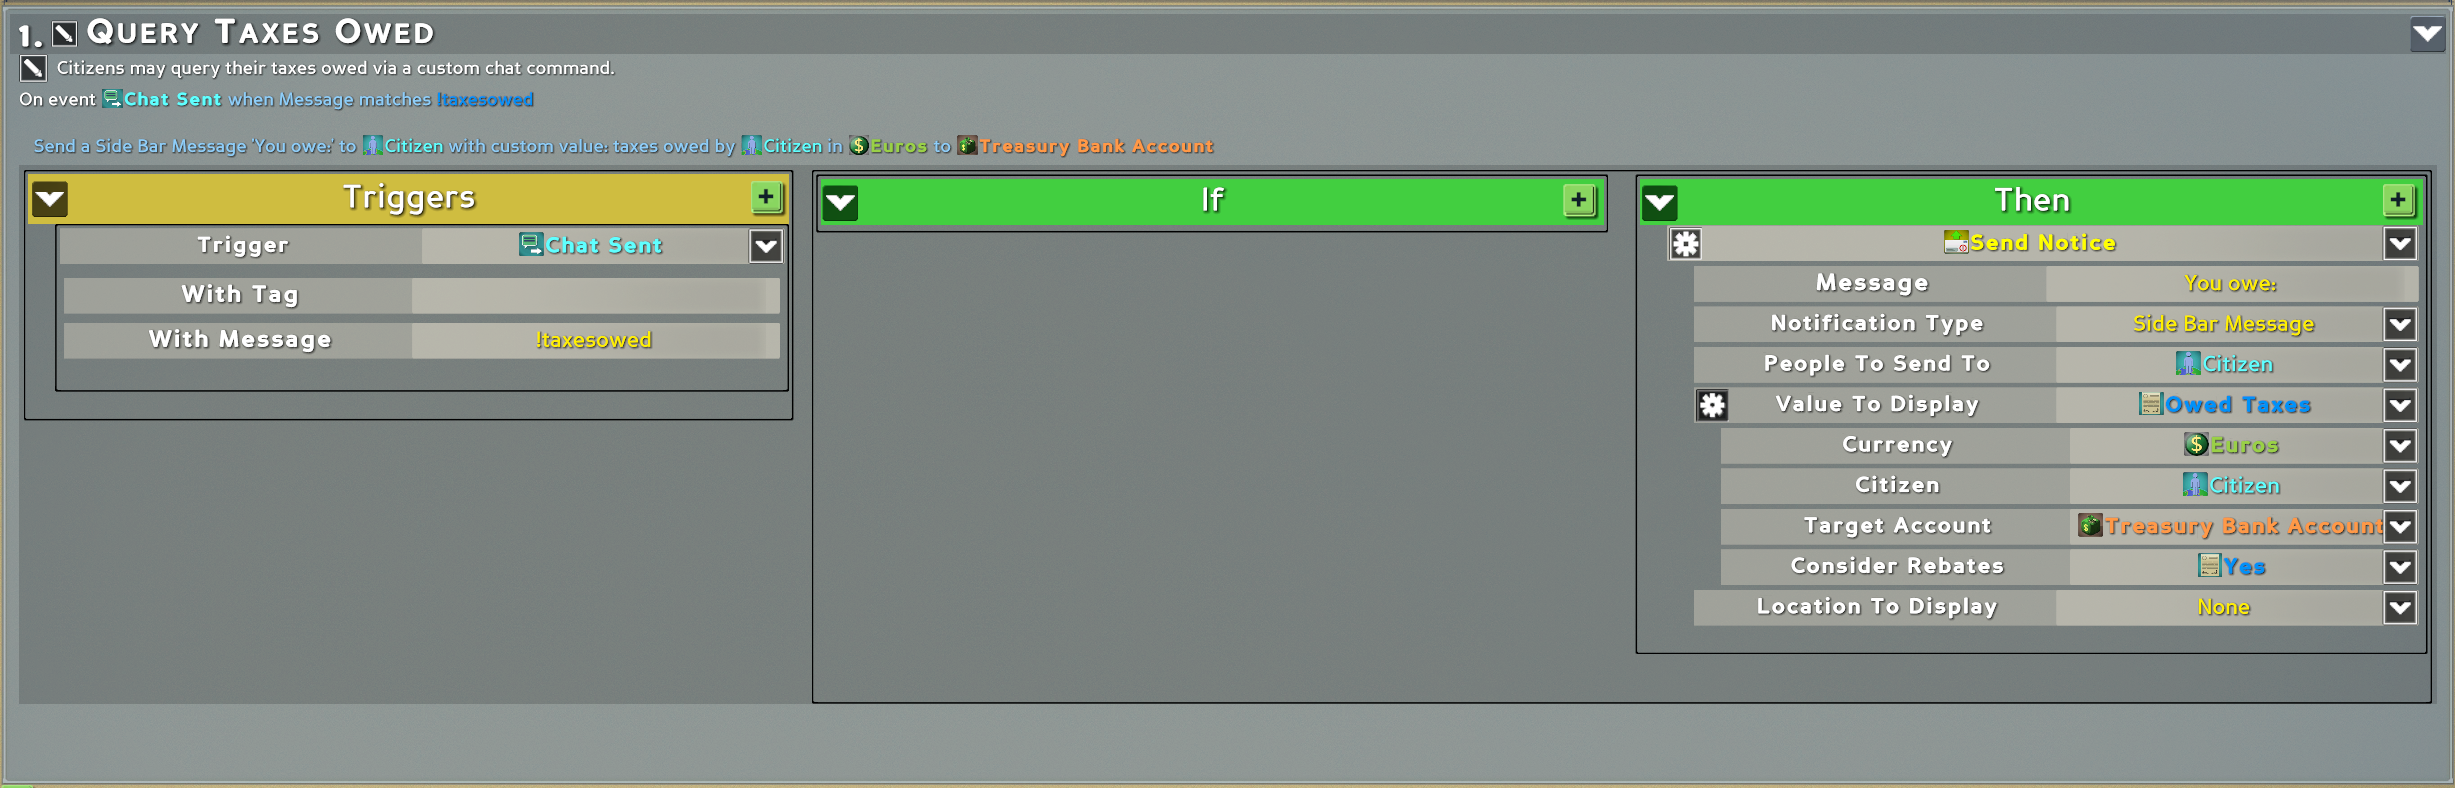 1. QUERY TAXES OWED
Citizens may query their taxes owed via a custom chat command.
On event Chat Sent when Message matches !taxesowed
Send a Side Bar Message 'You owe:' to Citizen with custom value: taxes owed by Citizen in Euros to Treasury Bank Account
Triggers
Trigger Chat Sent
With Tag
With Message !taxesowed
If
Then
Send Notice
Message You owe:
Notification Type Side Bar Message
People To Send To Citizen
Value To Display Owed Taxes
Currency Euros
Citizen Citizen
Target Account Treasury Bank Account
Consider Rebates Yes
Location To Display None